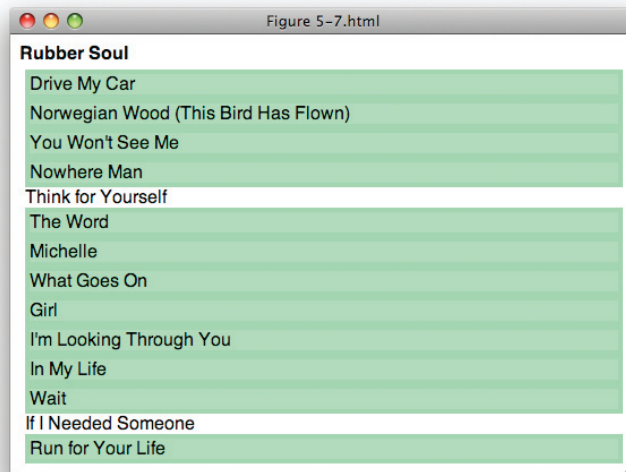 Figure 5-7.html
Rubber Soul
Drive My Car
Norwegian Wood (This Bird Has Flown)
You Won't See Me
Nowhere Man
Think for Yourself
The Word
Michelle
What Goes On
Girl
I'm Looking Through You
In My Life
Wait
If I Needed Someone
Run for Your Life